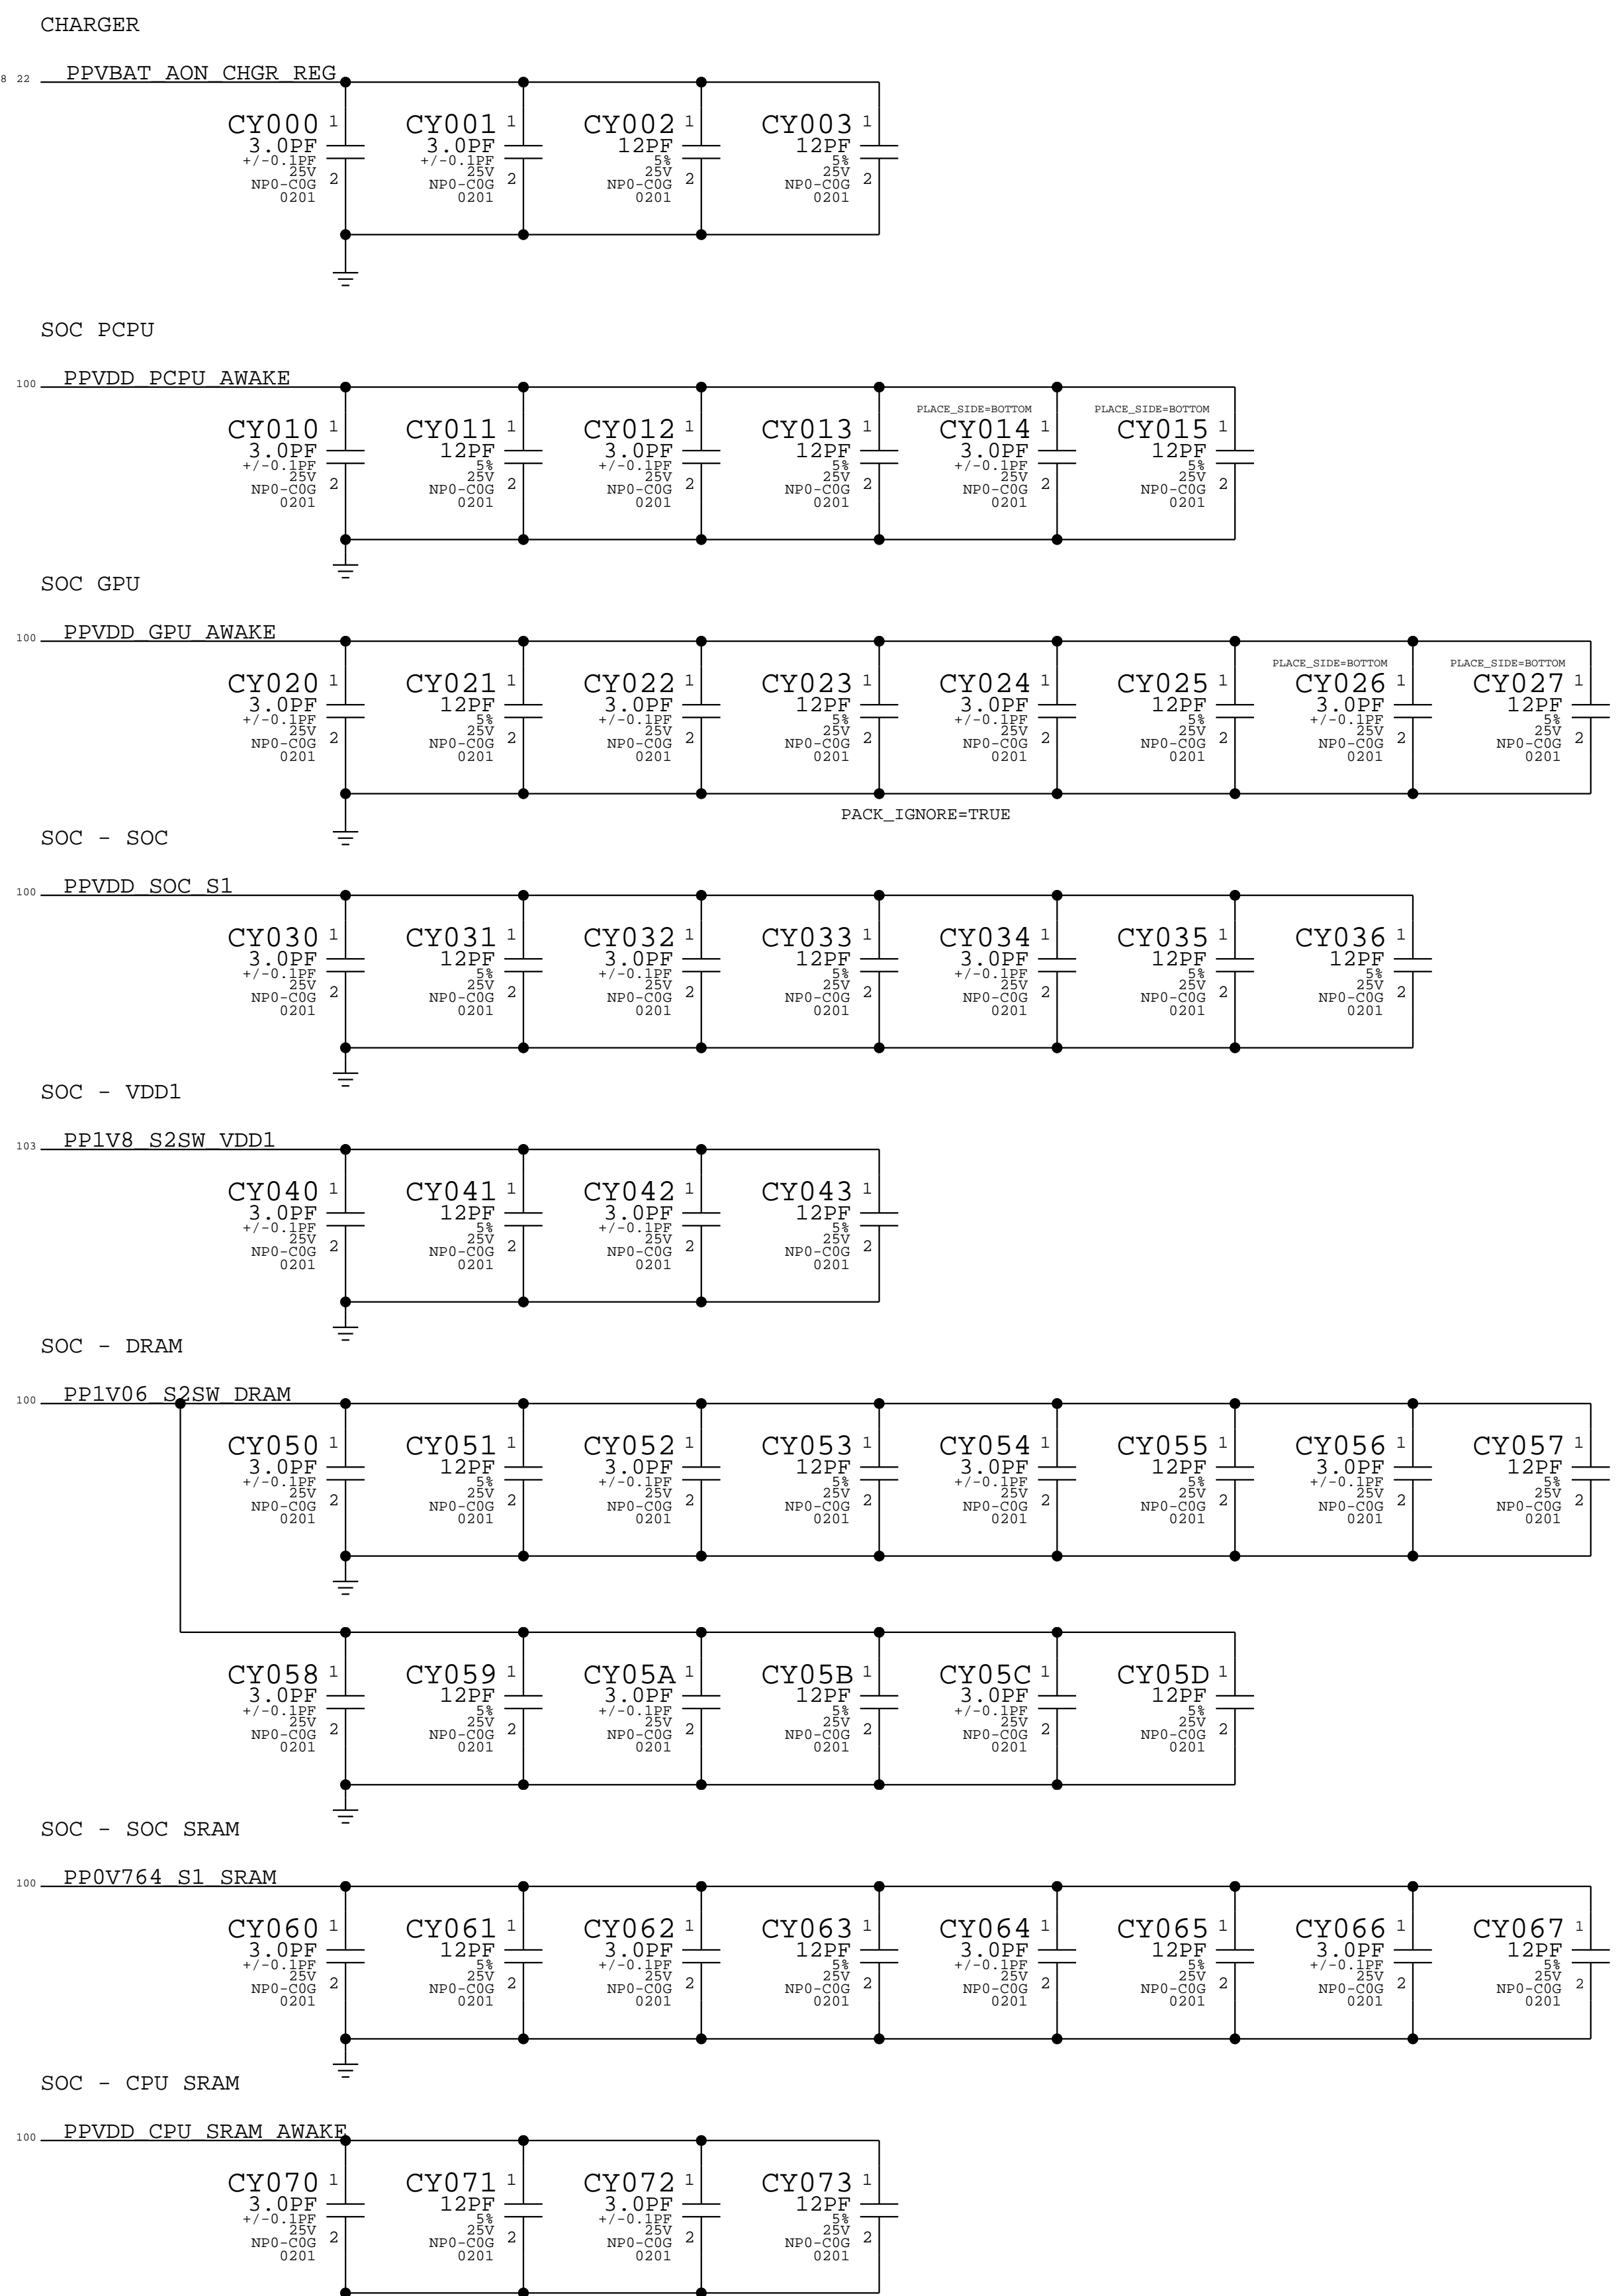 CHARGER
8 22 PPVBAT_AON_CHGR_REG
CY000 1 CY001 1 CY002 1 CY003 1
3.0PF 3.0PF 12PF 12PF
+/-0.1PF +/-0.1PF 5% 5%
25V 2 25V 2 25V 2 25V 2
NP0-C0G NP0-C0G NP0-C0G NP0-C0G
0201 0201 0201 0201
SOC PCPU
100 PPVDD_PCPU_AWAKE
PLACE_SIDE=BOTTOM PLACE_SIDE=BOTTOM
CY010 1 CY011 1 CY012 1 CY013 1 CY014 1 CY015 1
3.0PF 12PF 3.0PF 12PF 3.0PF 12PF
+/-0.1PF 5% +/-0.1PF 5% +/-0.1PF 5%
25V 2 25V 2 25V 2 25V 2 25V 2 25V 2
NP0-C0G NP0-C0G NP0-C0G NP0-C0G NP0-C0G NP0-C0G
0201 0201 0201 0201 0201 0201
SOC GPU
100 PPVDD_GPU_AWAKE
PLACE_SIDE=BOTTOM PLACE_SIDE=BOTTOM
CY020 1 CY021 1 CY022 1 CY023 1 CY024 1 CY025 1 CY026 1 CY027 1
3.0PF 12PF 3.0PF 12PF 3.0PF 12PF 3.0PF 12PF
+/-0.1PF 5% +/-0.1PF 5% +/-0.1PF 5% +/-0.1PF 5%
25V 2 25V 2 25V 2 25V 2 25V 2 25V 2 25V 2 25V 2
NP0-C0G NP0-C0G NP0-C0G NP0-C0G NP0-C0G NP0-C0G NP0-C0G NP0-C0G
0201 0201 0201 0201 0201 0201 0201 0201
PACK_IGNORE=TRUE
SOC - SOC
100 PPVDD_SOC_S1
CY030 1 CY031 1 CY032 1 CY033 1 CY034 1 CY035 1 CY036 1
3.0PF 12PF 3.0PF 12PF 3.0PF 12PF 12PF
+/-0.1PF 5% +/-0.1PF 5% +/-0.1PF 5% 5%
25V 2 25V 2 25V 2 25V 2 25V 2 25V 2 25V 2
NP0-C0G NP0-C0G NP0-C0G NP0-C0G NP0-C0G NP0-C0G NP0-C0G
0201 0201 0201 0201 0201 0201 0201
SOC - VDD1
103 PP1V8_S2SW_VDD1
CY040 1 CY041 1 CY042 1 CY043 1
3.0PF 12PF 3.0PF 12PF
+/-0.1PF 5% +/-0.1PF 5%
25V 2 25V 2 25V 2 25V 2
NP0-C0G NP0-C0G NP0-C0G NP0-C0G
0201 0201 0201 0201
SOC - DRAM
100 PP1V06_S2SW_DRAM
CY050 1 CY051 1 CY052 1 CY053 1 CY054 1 CY055 1 CY056 1 CY057 1
3.0PF 12PF 3.0PF 12PF 3.0PF 12PF 3.0PF 12PF
+/-0.1PF 5% +/-0.1PF 5% +/-0.1PF 5% +/-0.1PF 5%
25V 2 25V 2 25V 2 25V 2 25V 2 25V 2 25V 2 25V 2
NP0-C0G NP0-C0G NP0-C0G NP0-C0G NP0-C0G NP0-C0G NP0-C0G NP0-C0G
0201 0201 0201 0201 0201 0201 0201 0201
CY058 1 CY059 1 CY05A 1 CY05B 1 CY05C 1 CY05D 1
3.0PF 12PF 3.0PF 12PF 3.0PF 12PF
+/-0.1PF 5% +/-0.1PF 5% +/-0.1PF 5%
25V 2 25V 2 25V 2 25V 2 25V 2 25V 2
NP0-C0G NP0-C0G NP0-C0G NP0-C0G NP0-C0G NP0-C0G
0201 0201 0201 0201 0201 0201
SOC - SOC SRAM
100 PP0V764_S1_SRAM
CY060 1 CY061 1 CY062 1 CY063 1 CY064 1 CY065 1 CY066 1 CY067 1
3.0PF 12PF 3.0PF 12PF 3.0PF 12PF 3.0PF 12PF
+/-0.1PF 5% +/-0.1PF 5% +/-0.1PF 5% +/-0.1PF 5%
25V 2 25V 2 25V 2 25V 2 25V 2 25V 2 25V 2 25V 2
NP0-C0G NP0-C0G NP0-C0G NP0-C0G NP0-C0G NP0-C0G NP0-C0G NP0-C0G
0201 0201 0201 0201 0201 0201 0201 0201
SOC - CPU SRAM
100 PPVDD_CPU_SRAM_AWAKE
CY070 1 CY071 1 CY072 1 CY073 1
3.0PF 12PF 3.0PF 12PF
+/-0.1PF 5% +/-0.1PF 5%
25V 2 25V 2 25V 2 25V 2
NP0-C0G NP0-C0G NP0-C0G NP0-C0G
0201 0201 0201 0201